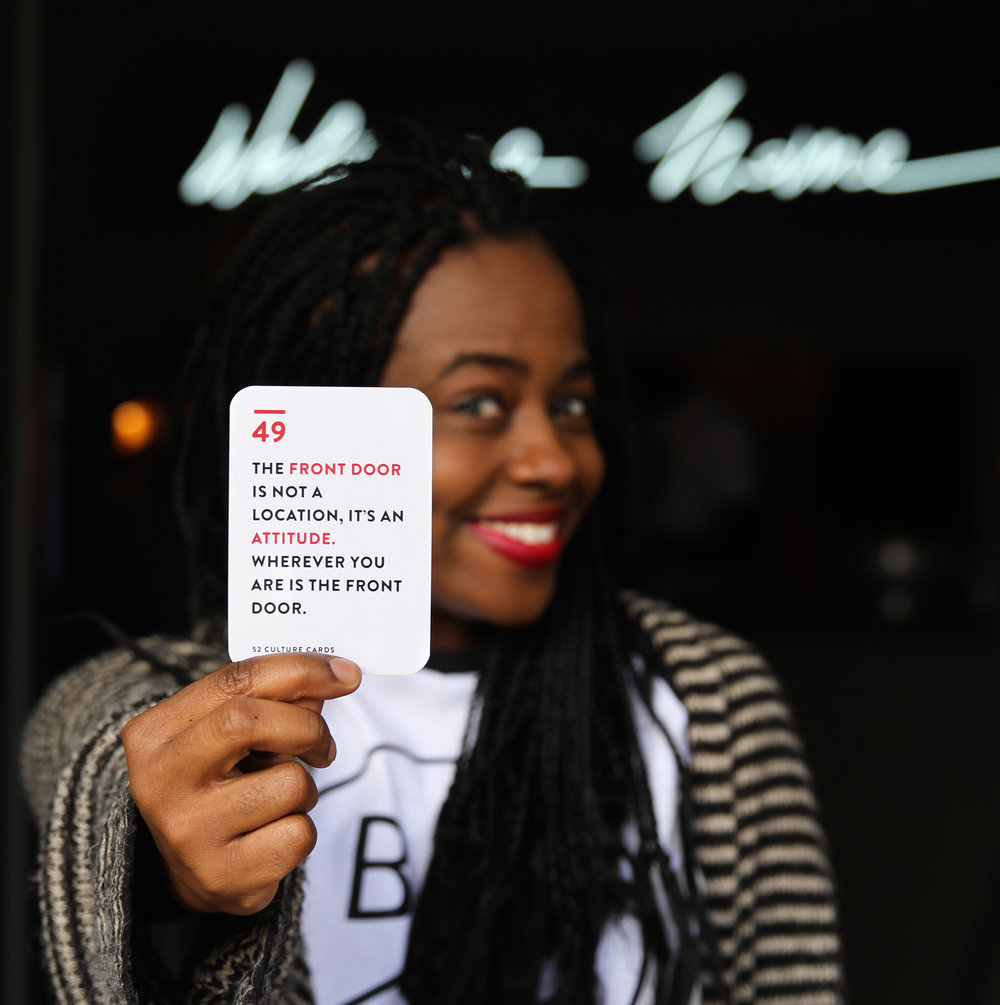 49
THE FRONT DOOR
IS NOT A
LOCATION, IT'S AN
ATTITUDE.
WHEREVER YOU
ARE IS THE FRONT
DOOR.
52 CULTURE CARDS
B